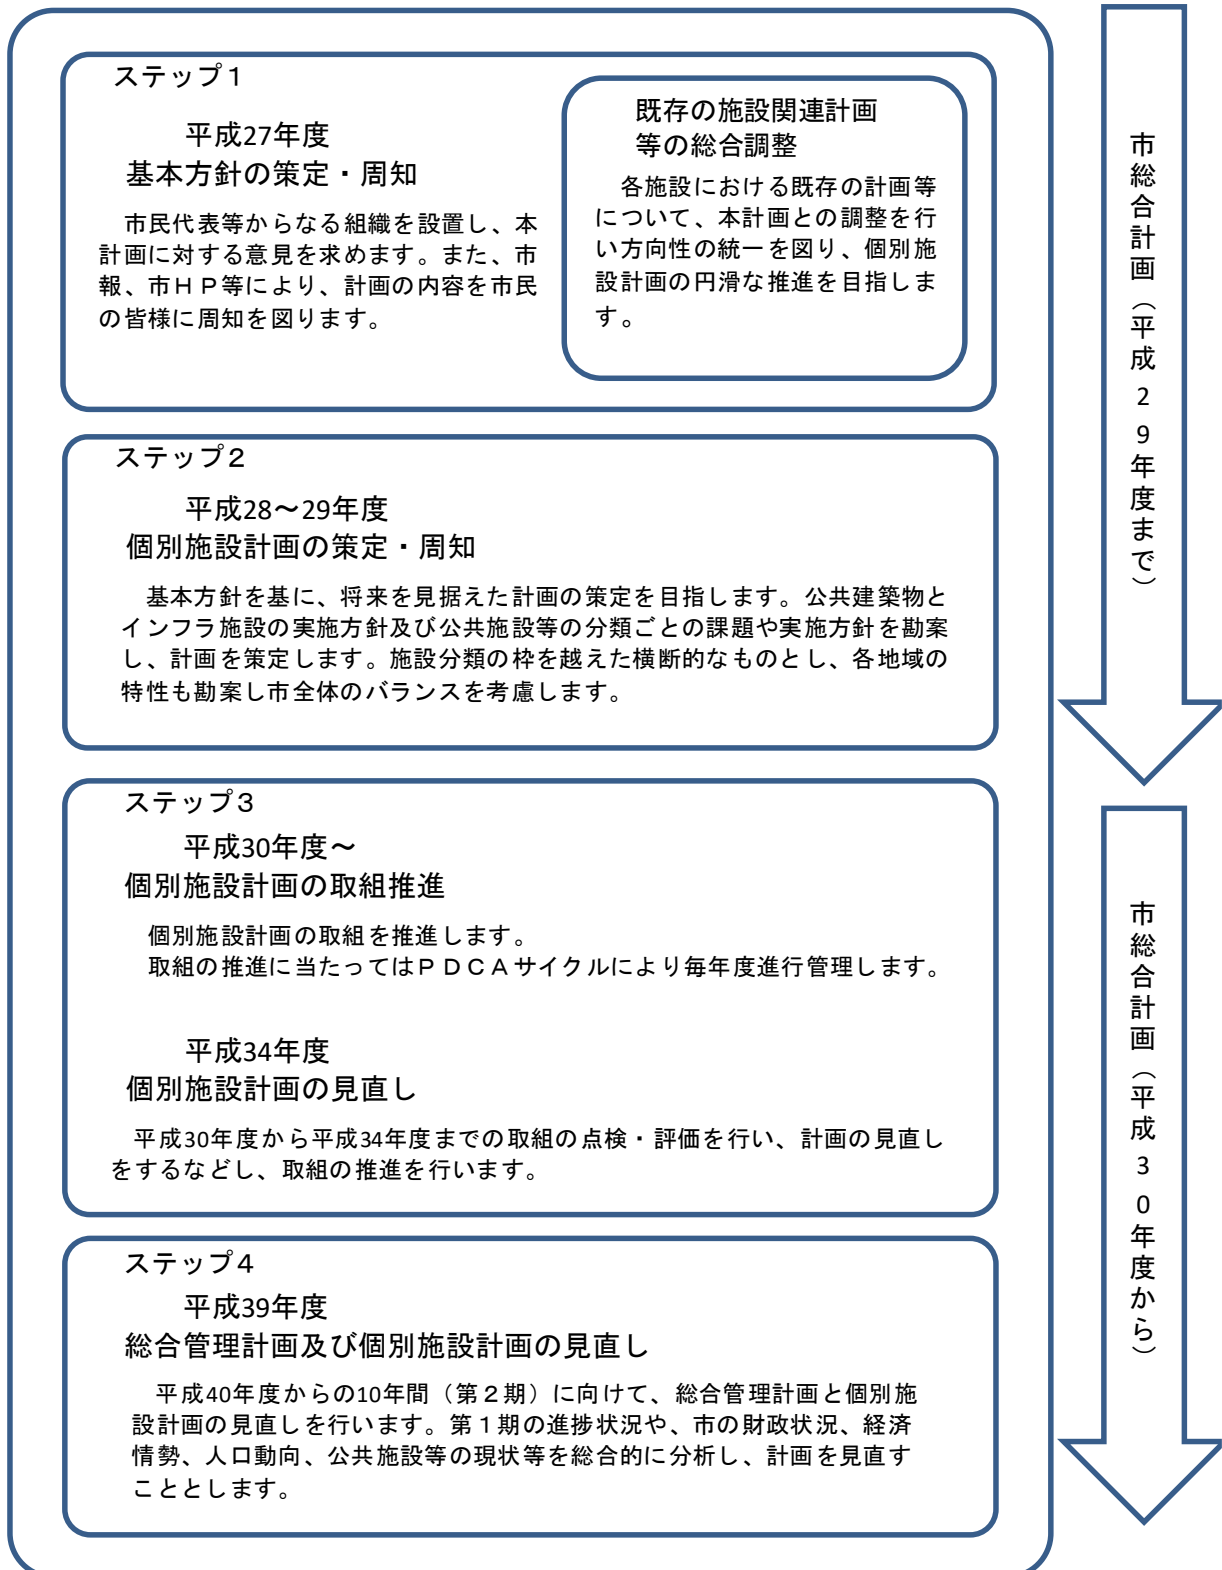 ステップ１
平成27年度
基本方針の策定・周知
市民代表等からなる組織を設置し、本
計画に対する意見を求めます。また、市
報、市ＨＰ等により、計画の内容を市民
の皆様に周知を図ります。
既存の施設関連計画
等の総合調整
各施設における既存の計画等
について、本計画との調整を行
い方向性の統一を図り、個別施
設計画の円滑な推進を目指しま
す。
ステップ２
平成28～29年度
個別施設計画の策定・周知
基本方針を基に、将来を見据えた計画の策定を目指します。公共建築物と
インフラ施設の実施方針及び公共施設等の分類ごとの課題や実施方針を勘案
し、計画を策定します。施設分類の枠を越えた横断的なものとし、各地域の
特性も勘案し市全体のバランスを考慮します。
ステップ３
平成30年度～
個別施設計画の取組推進
個別施設計画の取組を推進します。
取組の推進に当たってはＰＤＣＡサイクルにより毎年度進行管理します。
平成34年度
個別施設計画の見直し
平成30年度から平成34年度までの取組の点検・評価を行い、計画の見直し
をするなどし、取組の推進を行います。
ステップ４
平成39年度
総合管理計画及び個別施設計画の見直し
平成40年度からの10年間（第２期）に向けて、総合管理計画と個別施
設計画の見直しを行います。第１期の進捗状況や、市の財政状況、経済
情勢、人口動向、公共施設等の現状等を総合的に分析し、計画を見直す
こととします。
市総合計画（平成２９年度まで）
市総合計画（平成３０年度から）